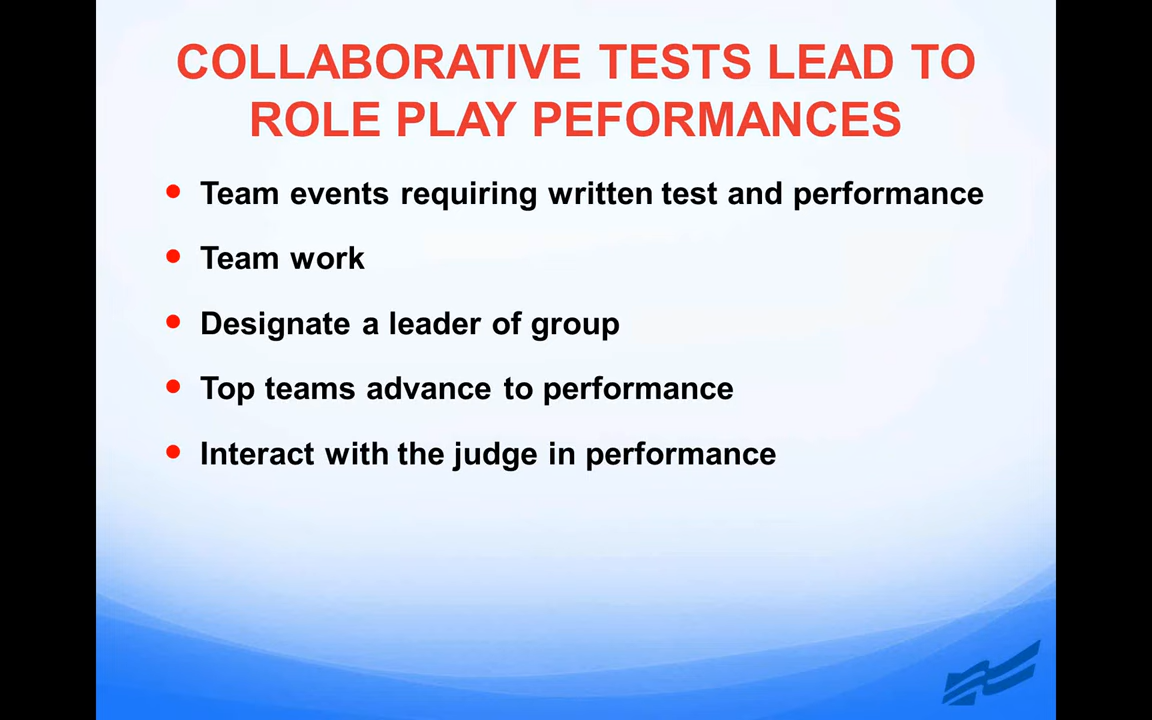 COLLABORATIVE TESTS LEAD TO
ROLE PLAY PEFORMANCES
Team events requiring written test and performance
Team work
Designate a leader of group
Top teams advance to performance
Interact with the judge in performance